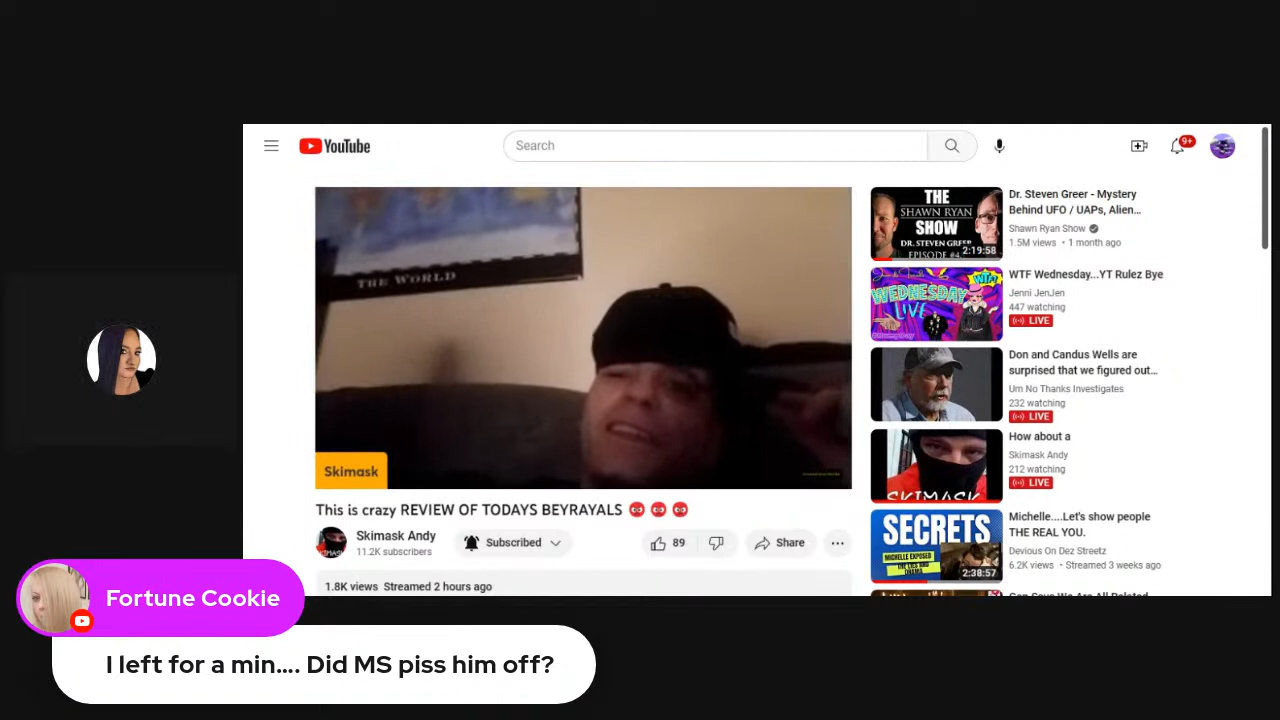 YouTube
Search
9+
THE WORLD
Skimask
This is crazy REVIEW OF TODAYS BEYRAYALS
Skimask Andy
11.2K subscribers
Subscribed
89
Share
1.8K views Streamed 2 hours ago
THE
SHAWN RYAN
SHOW
DR. STEVEN GREER
EPISODE #4
2:19:58
Dr. Steven Greer - Mystery
Behind UFO / UAPs, Alien...
Shawn Ryan Show
1.5M views • 1 month ago
WTF
WEDNESDAY
LIVE
WTF Wednesday...YT Rulez Bye
Jenni JenJen
447 watching
LIVE
Don and Candus Wells are
surprised that we figured out...
Um No Thanks Investigates
232 watching
LIVE
SKIMASK
How about a
Skimask Andy
212 watching
LIVE
SECRETS
MICHELLE EXPOSED
2:38:57
Michelle....Let's show people
THE REAL YOU.
Devious On Dez Streetz
6.2K views • Streamed 3 weeks ago
Fortune Cookie
I left for a min.... Did MS piss him off?